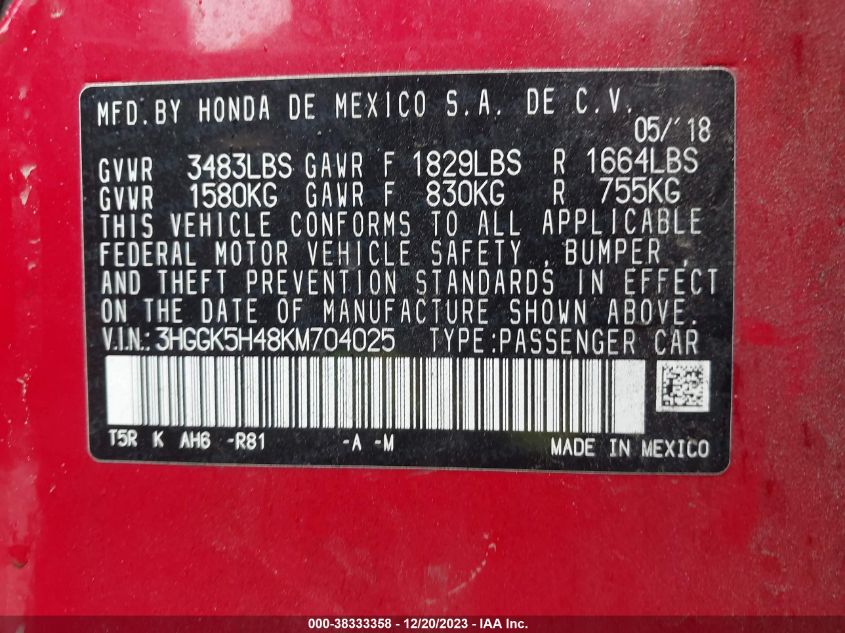 MFD.BY HONDA DE MEXICO S.A. DE C.V.
05/'18
GVWR 3483LBS GAWR F 1829LBS R 1664LBS
GVWR 1580KG GAWR F 830KG R 755KG
THIS VEHICLE CONFORMS TO ALL APPLICABLE
FEDERAL MOTOR VEHICLE SAFETY , BUMPER ,
AND THEFT PREVENTION STANDARDS IN EFFECT
ON THE DATE OF MANUFACTURE SHOWN ABOVE.
V.I.N.: 3HGGK5H48KM704025 TYPE:PASSENGER CAR
T5R K AH6 -R81 -A -M MADE IN MEXICO
000-38333358 - 12/20/2023 - IAA Inc.